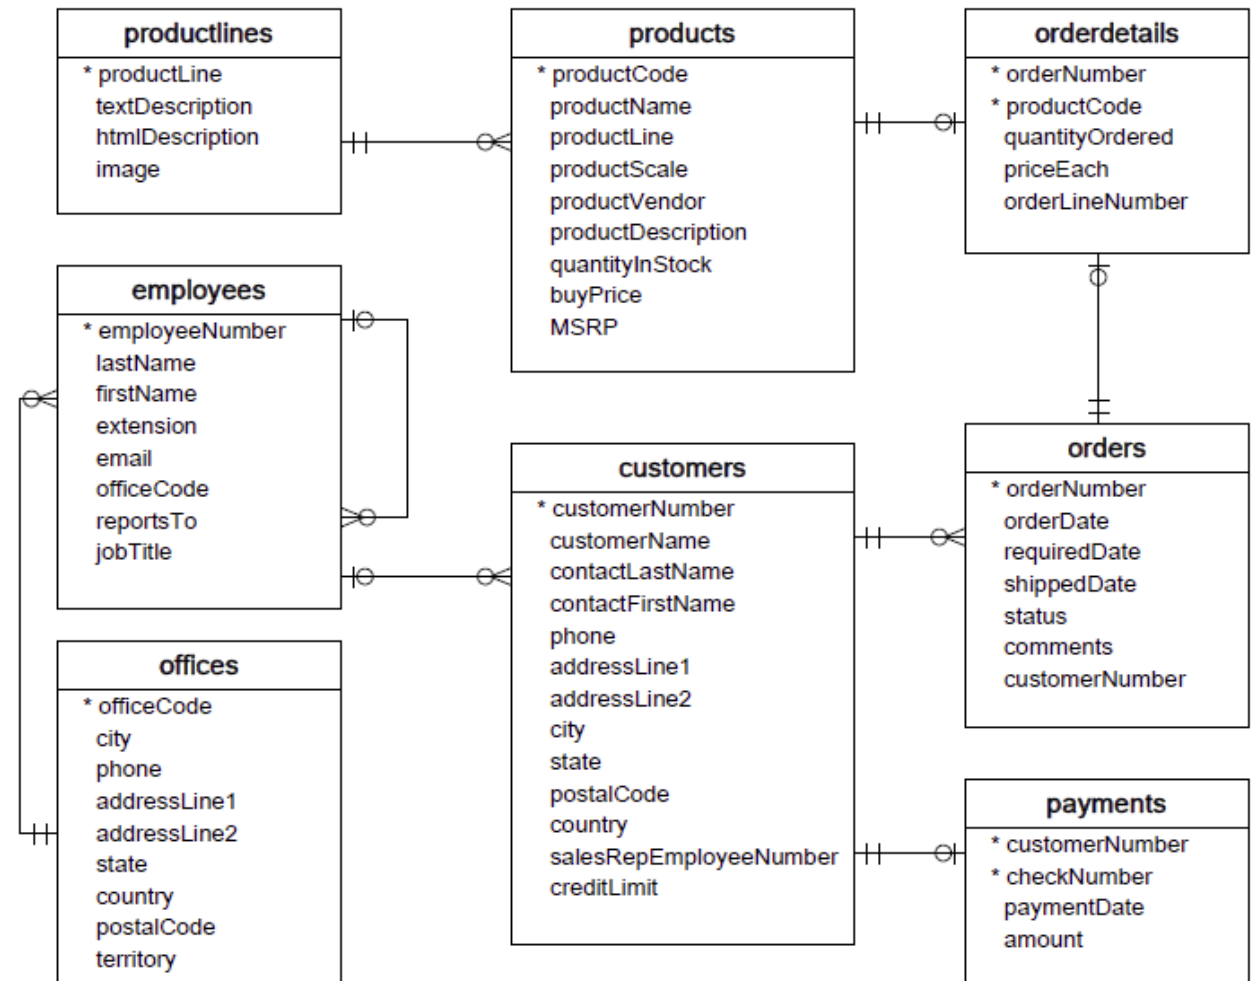 productlines
* productLine
textDescription
htmlDescription
image
products
* productCode
productName
productLine
productScale
productVendor
productDescription
quantityInStock
buyPrice
MSRP
orderdetails
* orderNumber
* productCode
quantityOrdered
priceEach
orderLineNumber
employees
* employeeNumber
lastName
firstName
extension
email
officeCode
reportsTo
jobTitle
customers
* customerNumber
customerName
contactLastName
contactFirstName
phone
addressLine1
addressLine2
city
state
postalCode
country
salesRepEmployeeNumber
creditLimit
orders
* orderNumber
orderDate
requiredDate
shippedDate
status
comments
customerNumber
offices
* officeCode
city
phone
addressLine1
addressLine2
state
country
postalCode
territory
payments
* customerNumber
* checkNumber
paymentDate
amount